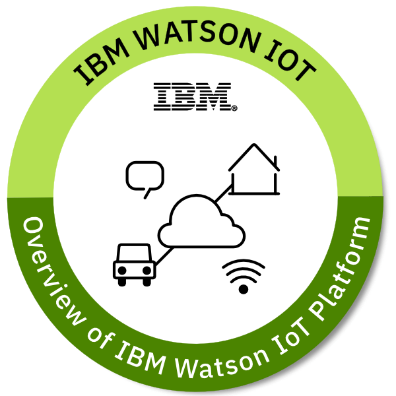 IBM WATSON IOT
IBM®
Overview of IBM Watson IoT Platform